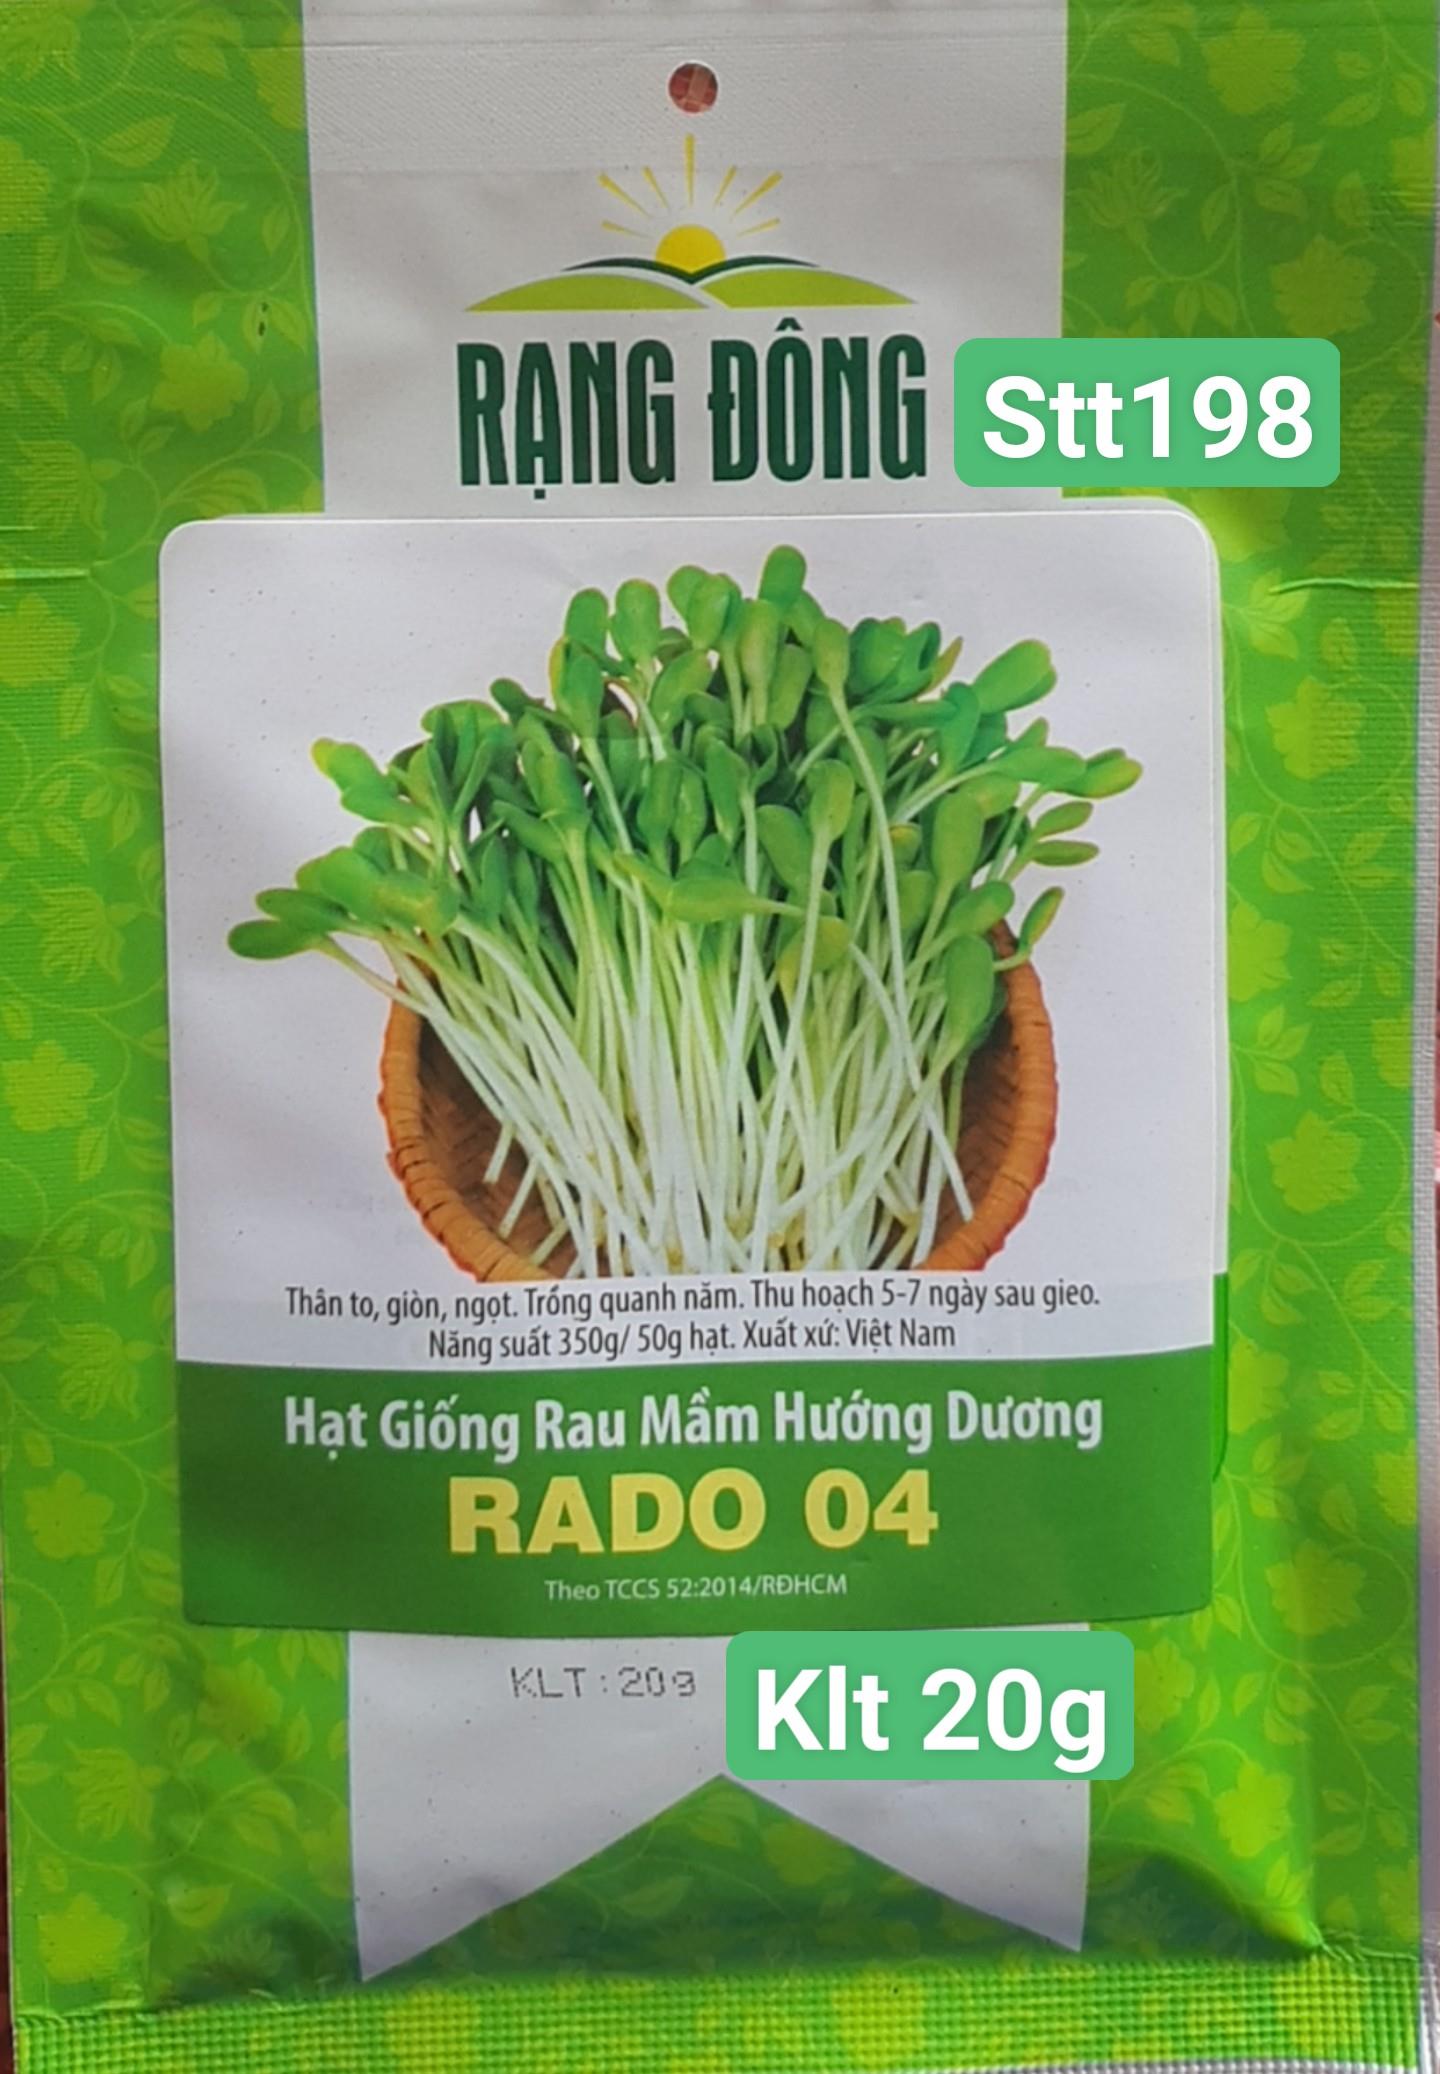 RẠNG ĐÔNG
Stt198
Thân to, giòn, ngọt. Trồng quanh năm. Thu hoạch 5-7 ngày sau gieo.
Năng suất 350g/ 50g hạt. Xuất xứ: Việt Nam
Hạt Giống Rau Mầm Hướng Dương
RADO 04
Theo TCCS 52:2014/RĐHCM
KLT : 20g
Klt 20g